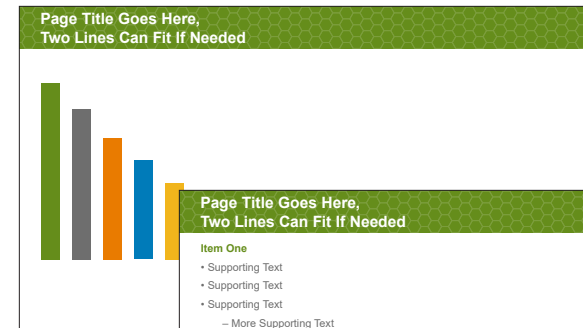 Page Title Goes Here,
Two Lines Can Fit If Needed
Page Title Goes Here,
Two Lines Can Fit If Needed
Item One
• Supporting Text
• Supporting Text
• Supporting Text
– More Supporting Text